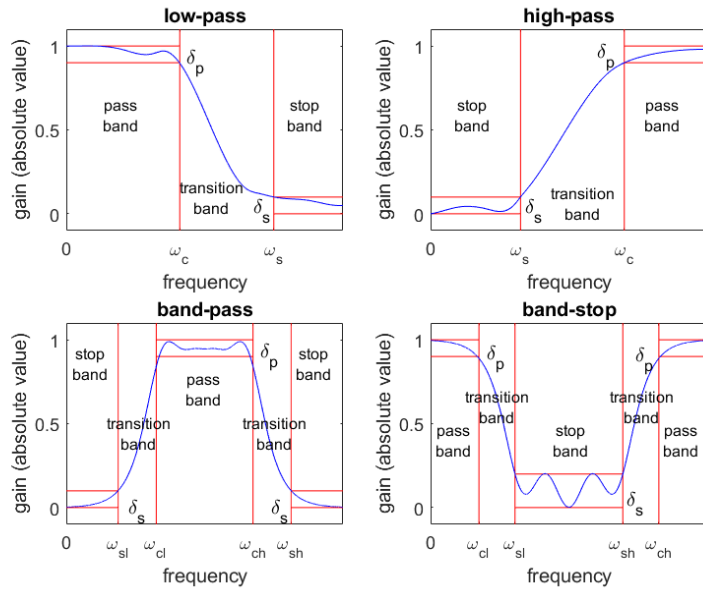 low-pass
gain (absolute value)
1
0.5
0
δp
pass
band
stop
band
transition
band
δs
0
ωc
ωs
frequency
high-pass
gain (absolute value)
1
0.5
0
δp
stop
band
pass
band
transition
band
δs
0
ωs
ωc
frequency
band-pass
gain (absolute value)
1
0.5
0
stop
band
δp
stop
band
pass
band
transition
band
transition
band
δs
δs
0
ωsl
ωcl
ωch
ωsh
frequency
band-stop
gain (absolute value)
1
0.5
0
δp
δp
transition
band
transition
band
pass
band
stop
band
pass
band
δs
0
ωcl
ωsl
ωsh
ωch
frequency